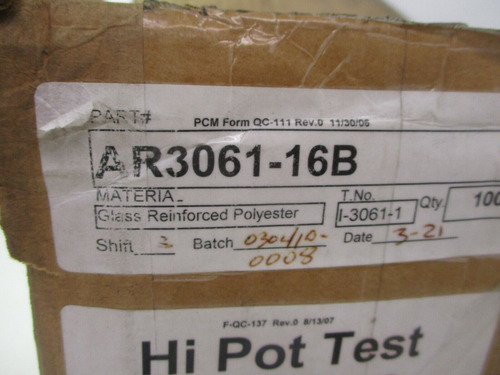 PART# PCM Form QC-111 Rev.0 11/30/06
AR3061-16B
MATERIAL T.No. Qty. 100
Glass Reinforced Polyester I-3061-1
Shift 3 Batch 030410- Date 3-21
0008
F-QC-137 Rev.0 8/13/07
Hi Pot Test